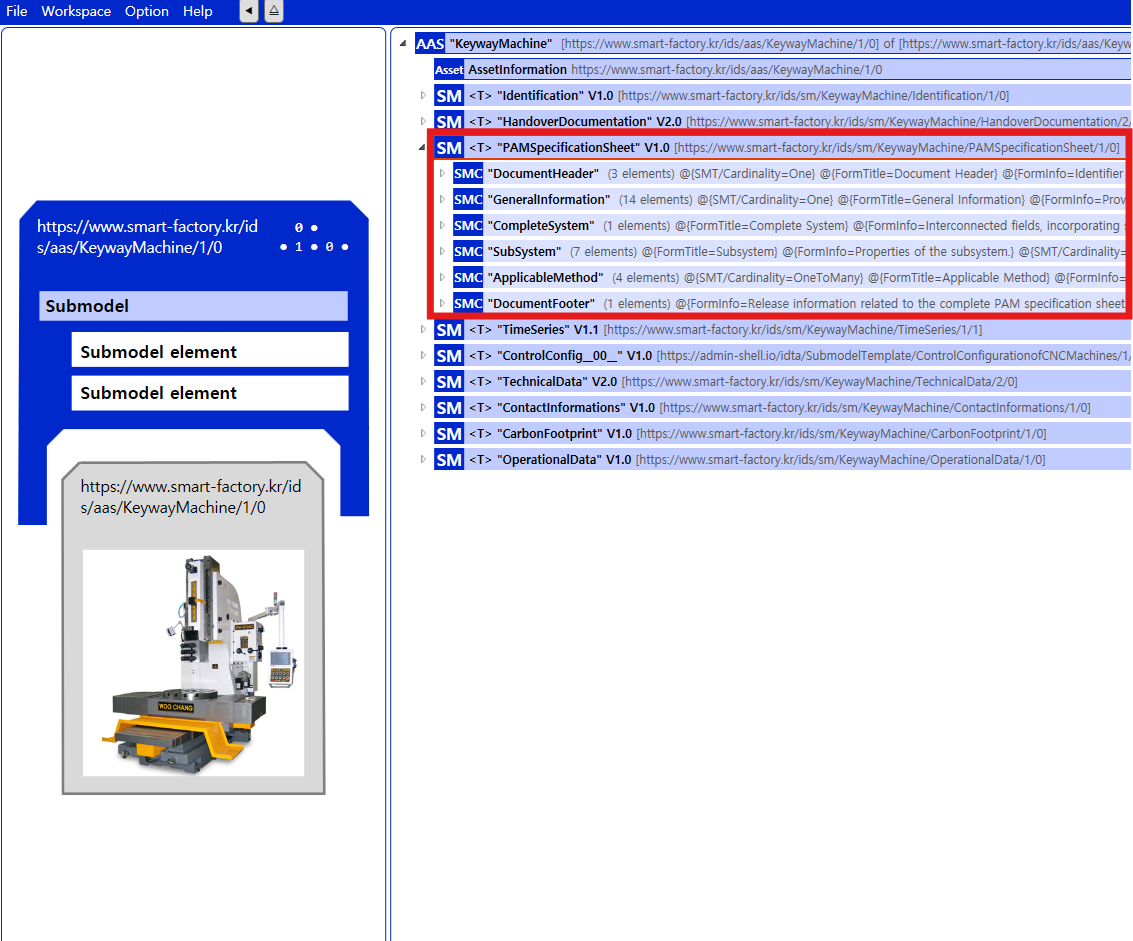 File Workspace Option Help
https://www.smart-factory.kr/id
s/aas/KeywayMachine/1/0
0
1 0
Submodel
Submodel element
Submodel element
https://www.smart-factory.kr/id
s/aas/KeywayMachine/1/0
WOO CHANG
AAS "KeywayMachine" [https://www.smart-factory.kr/ids/aas/KeywayMachine/1/0] of [https://www.smart-factory.kr/ids/aas/Keyw
Asset AssetInformation https://www.smart-factory.kr/ids/aas/KeywayMachine/1/0
SM <T> "Identification" V1.0 [https://www.smart-factory.kr/ids/sm/KeywayMachine/Identification/1/0]
SM <T> "HandoverDocumentation" V2.0 [https://www.smart-factory.kr/ids/sm/KeywayMachine/HandoverDocumentation/2/
SM <T> "PAMSpecificationSheet" V1.0 [https://www.smart-factory.kr/ids/sm/KeywayMachine/PAMSpecificationSheet/1/0]
SMC "DocumentHeader" (3 elements) @{SMT/Cardinality=One} @{FormTitle=Document Header} @{FormInfo=Identifier
SMC "GeneralInformation" (14 elements) @{SMT/Cardinality=One} @{FormTitle=General Information} @{FormInfo=Prov
SMC "CompleteSystem" (1 elements) @{FormTitle=Complete System} @{FormInfo=Interconnected fields, incorporating
SMC "SubSystem" (7 elements) @{FormTitle=Subsystem} @{FormInfo=Properties of the subsystem.} @{SMT/Cardinality=
SMC "ApplicableMethod" (4 elements) @{SMT/Cardinality=OneToMany} @{FormTitle=Applicable Method} @{FormInfo=
SMC "DocumentFooter" (1 elements) @{FormInfo=Release information related to the complete PAM specification sheet
SM <T> "TimeSeries" V1.1 [https://www.smart-factory.kr/ids/sm/KeywayMachine/TimeSeries/1/1]
SM <T> "ControlConfig__00__" V1.0 [https://admin-shell.io/idta/SubmodelTemplate/ControlConfigurationofCNCMachines/1/
SM <T> "TechnicalData" V2.0 [https://www.smart-factory.kr/ids/sm/KeywayMachine/TechnicalData/2/0]
SM <T> "ContactInformations" V1.0 [https://www.smart-factory.kr/ids/sm/KeywayMachine/ContactInformations/1/0]
SM <T> "CarbonFootprint" V1.0 [https://www.smart-factory.kr/ids/sm/KeywayMachine/CarbonFootprint/1/0]
SM <T> "OperationalData" V1.0 [https://www.smart-factory.kr/ids/sm/KeywayMachine/OperationalData/1/0]